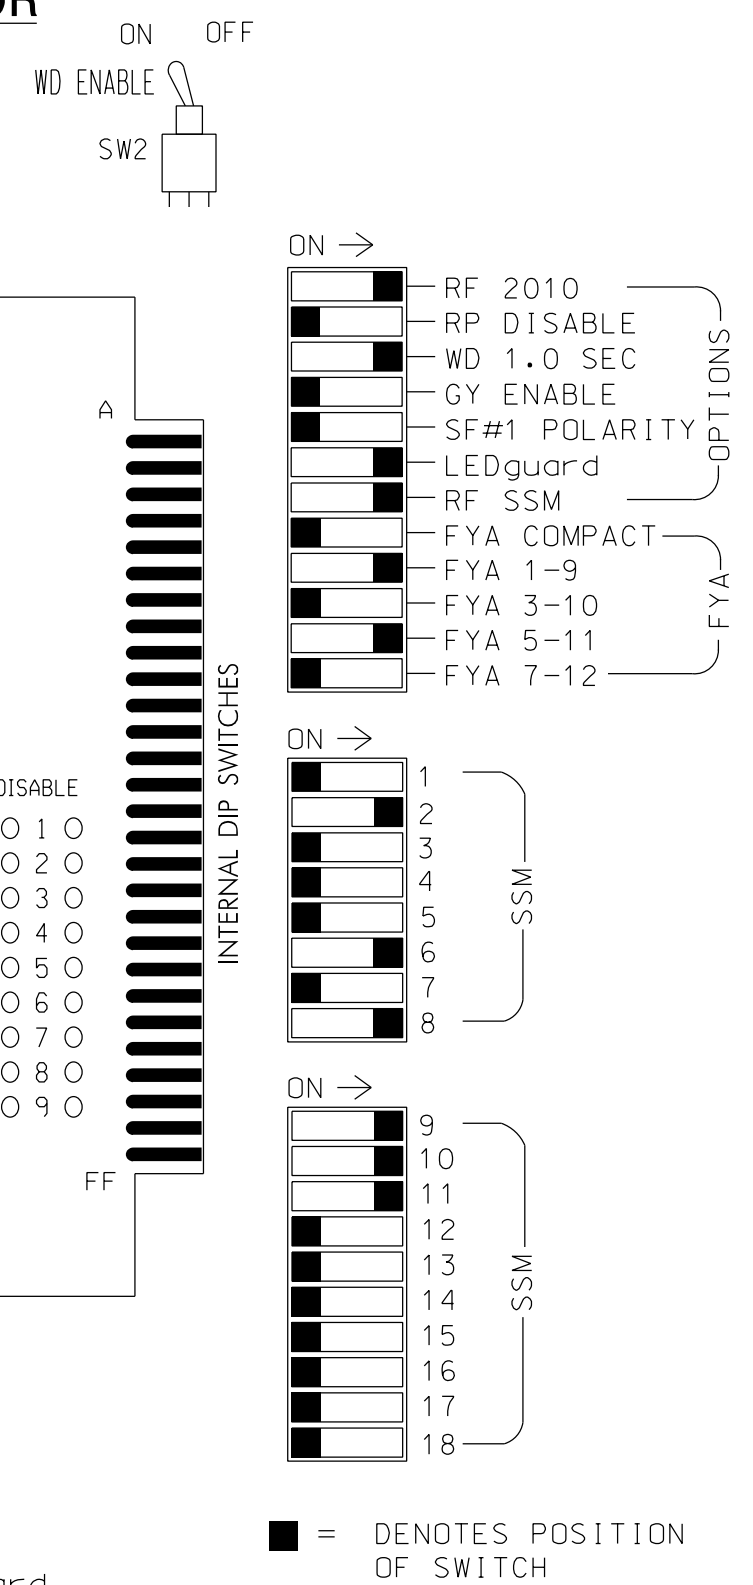 ON OFF
WD ENABLE
SW2
ON
RF 2010
RP DISABLE
WD 1.0 SEC
GY ENABLE
SF#1 POLARITY
LEDguard
RF SSM
OPTIONS
FYA COMPACT
FYA 1-9
FYA 3-10
FYA 5-11
FYA 7-12
FYA
A
FF
INTERNAL DIP SWITCHES
DISABLE
1
2
3
4
5
6
7
8
9
ON
1
2
3
4
5
6
7
8
SSM
ON
9
10
11
12
13
14
15
16
17
18
SSM
= DENOTES POSITION
OF SWITCH